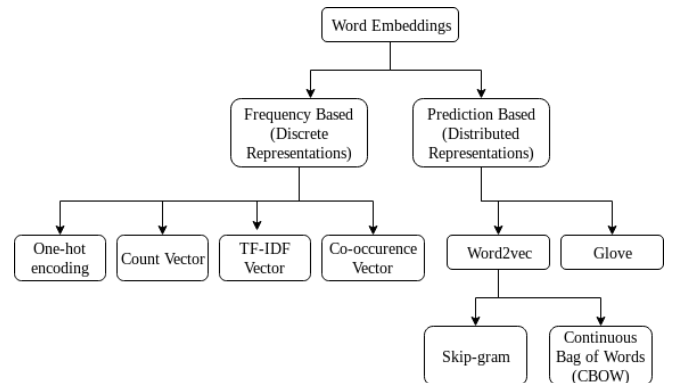 Word Embeddings
Frequency Based
(Discrete
Representations)
Prediction Based
(Distributed
Representations)
One-hot
encoding
Count Vector
TF-IDF
Vector
Co-occurence
Vector
Word2vec
Glove
Skip-gram
Continuous
Bag of Words
(CBOW)